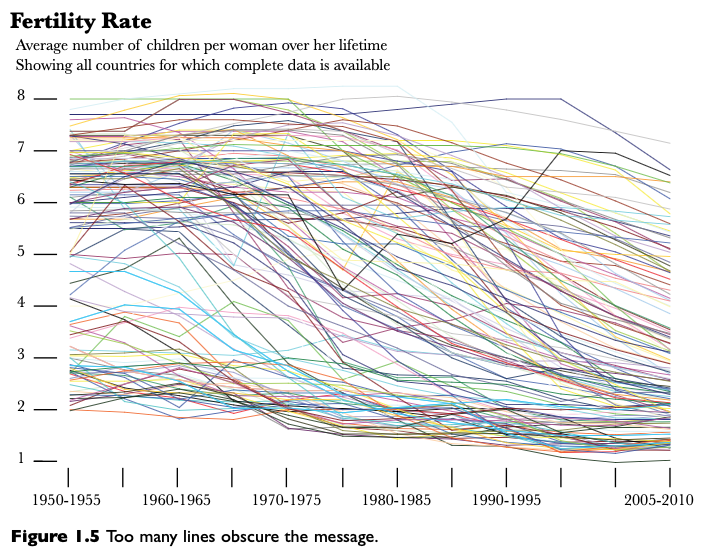 Fertility Rate
Average number of children per woman over her lifetime
Showing all countries for which complete data is available
8
7
6
5
4
3
2
1
1950-1955 1960-1965 1970-1975 1980-1985 1990-1995 2005-2010
Figure 1.5 Too many lines obscure the message.